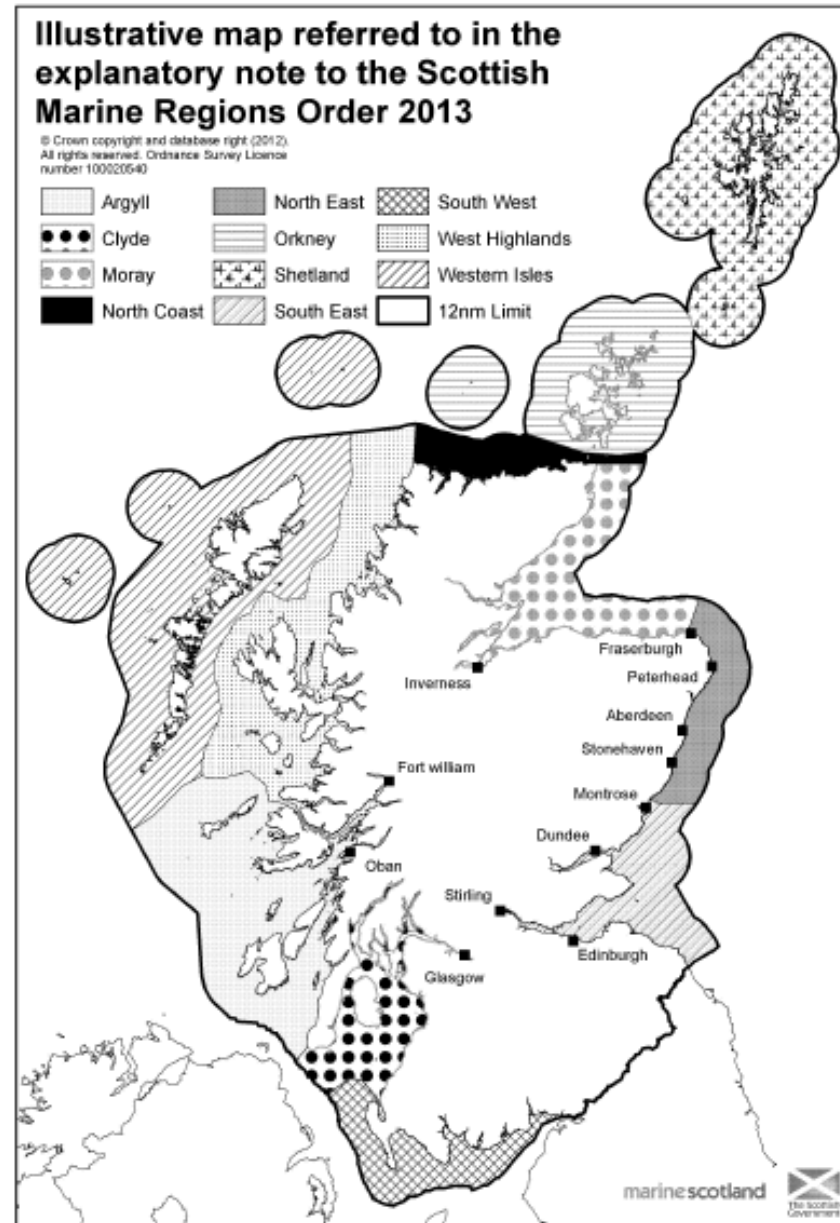 Illustrative map referred to in the
explanatory note to the Scottish
Marine Regions Order 2013
© Crown copyright and database right (2012).
All rights reserved. Ordnance Survey Licence
number 100020540
Argyll
North East
South West
Clyde
Orkney
West Highlands
Moray
Shetland
Western Isles
North Coast
South East
12nm Limit
Fraserburgh
Inverness
Peterhead
Aberdeen
Stonehaven
Fort william
Montrose
Dundee
Oban
Stirling
Edinburgh
Glasgow
marinescotland
The Scottish
Government